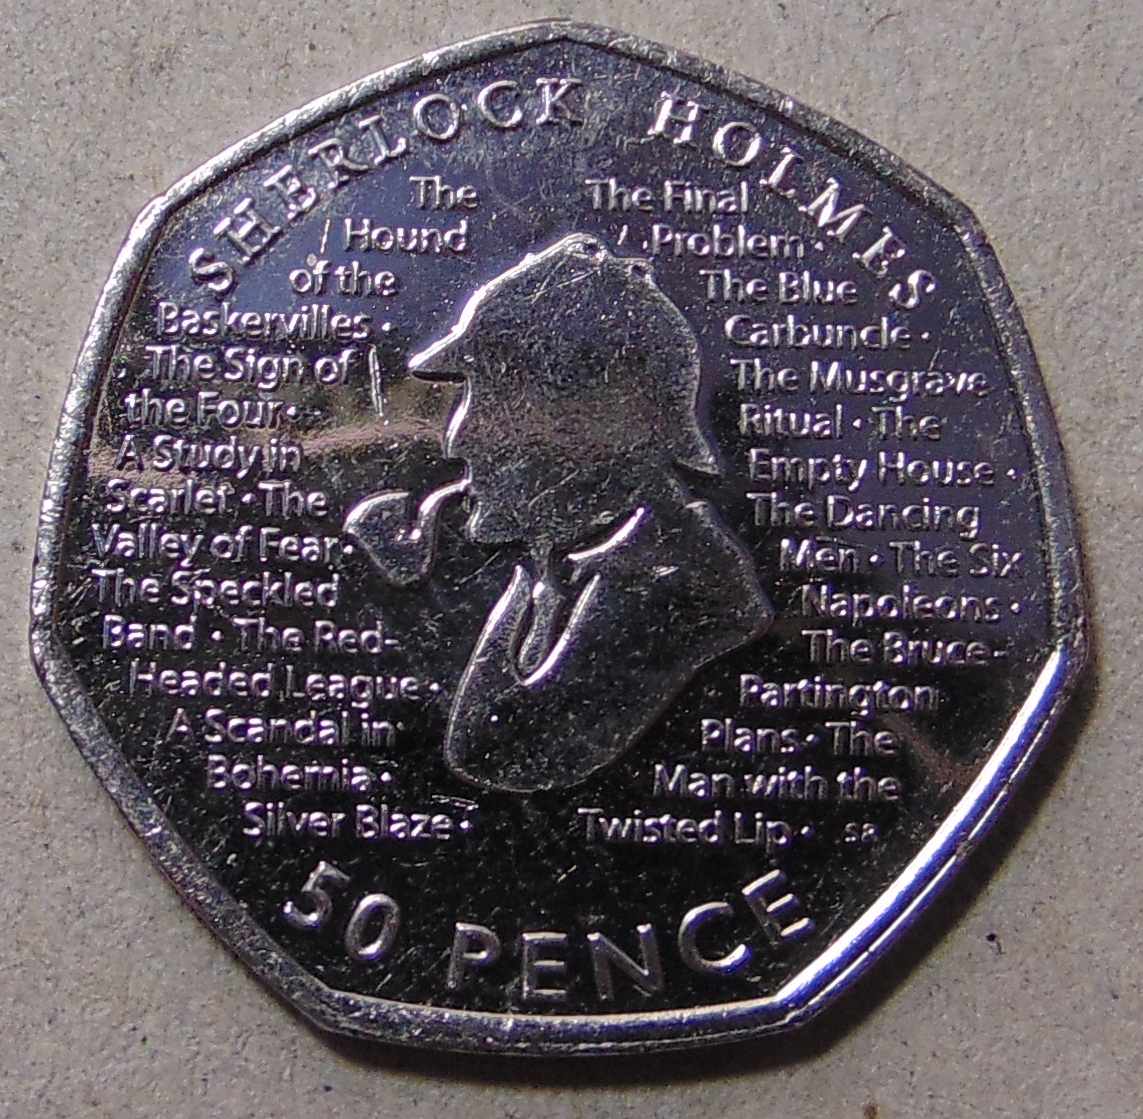 SHERLOCK HOLMES
The
Hound
of the
Baskervilles ·
The Sign of
the Four ·
A Study in
Scarlet · The
Valley of Fear ·
The Speckled
Band · The Red-
Headed League ·
A Scandal in
Bohemia ·
Silver Blaze ·
The Final
Problem ·
The Blue
Carbuncle ·
The Musgrave
Ritual · The
Empty House ·
The Dancing
Men · The Six
Napoleons ·
The Bruce-
Partington
Plans · The
Man with the
Twisted Lip · SR
50 PENCE